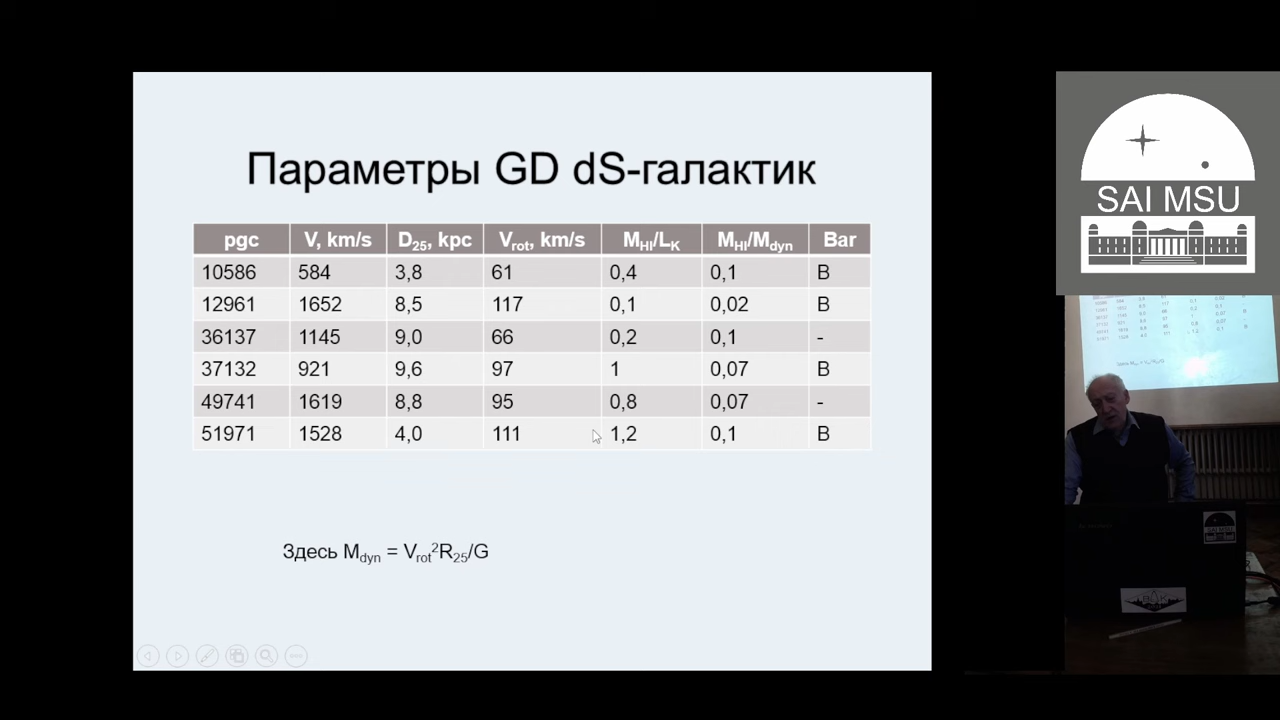 Параметры GD dS-галактик
pgc V, km/s D25, kpc Vrot, km/s MHI/LK MHI/Mdyn Bar
10586 584 3,8 61 0,4 0,1 B
12961 1652 8,5 117 0,1 0,02 B
36137 1145 9,0 66 0,2 0,1 -
37132 921 9,6 97 1 0,07 B
49741 1619 8,8 95 0,8 0,07 -
51971 1528 4,0 111 1,2 0,1 B
Здесь Mdyn = Vrot2R25/G
SAI MSU